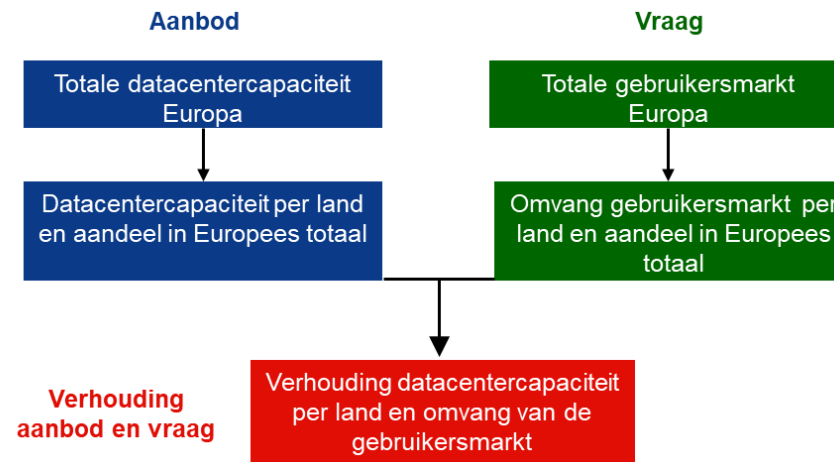 Aanbod
Vraag
Totale datacentercapaciteit
Europa
Totale gebruikersmarkt
Europa
Datacentercapaciteit per land
en aandeel in Europees totaal
Omvang gebruikersmarkt per
land en aandeel in Europees
totaal
Verhouding
aanbod en vraag
Verhouding datacentercapaciteit
per land en omvang van de
gebruikersmarkt